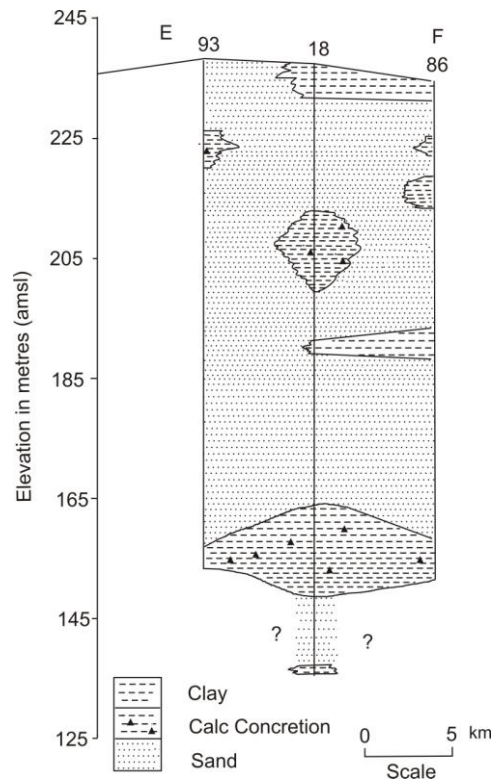 245
E
93
18
F
86
225
205
185
165
145
125
Elevation in metres (amsl)
?
?
Clay
Calc Concretion
Sand
0
5
km
Scale